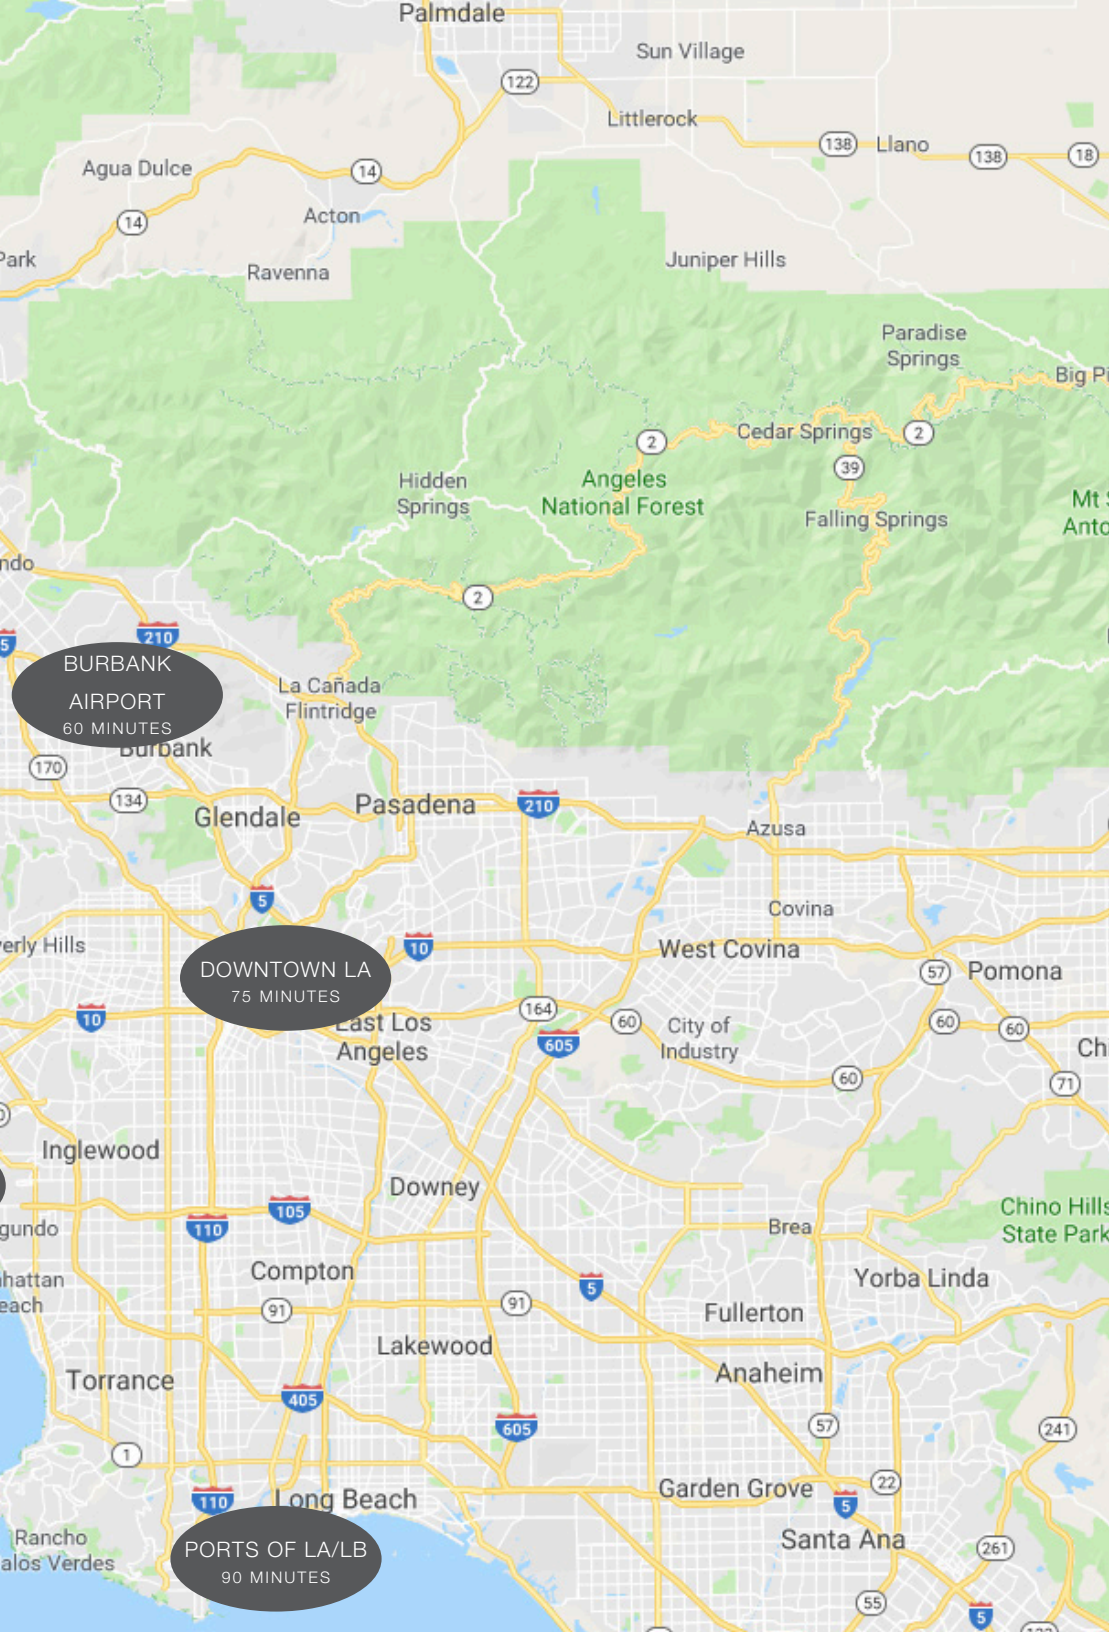 Palmdale
Sun Village
122
Littlerock
138
Llano
138
18
Agua Dulce
14
Acton
14
Park
Ravenna
Juniper Hills
Paradise
Springs
Big Pi
2
Cedar Springs
2
39
Hidden
Springs
Angeles
National Forest
Falling Springs
Mt S
Anto
ndo
2
210
5
BURBANK
AIRPORT
60 MINUTES
Burbank
La Cañada
Flintridge
170
134
Glendale
Pasadena
210
Azusa
5
Covina
verly Hills
10
West Covina
DOWNTOWN LA
75 MINUTES
57
Pomona
10
East Los
Angeles
164
605
60
City of
Industry
60
60
Ch
60
71
Inglewood
Downey
105
110
gundo
Brea
Chino Hills
State Park
Compton
nhattan
each
91
91
5
Yorba Linda
Fullerton
Lakewood
Torrance
405
Anaheim
605
57
241
1
110
Long Beach
Garden Grove
22
5
Rancho
alos Verdes
PORTS OF LA/LB
90 MINUTES
Santa Ana
261
55
5